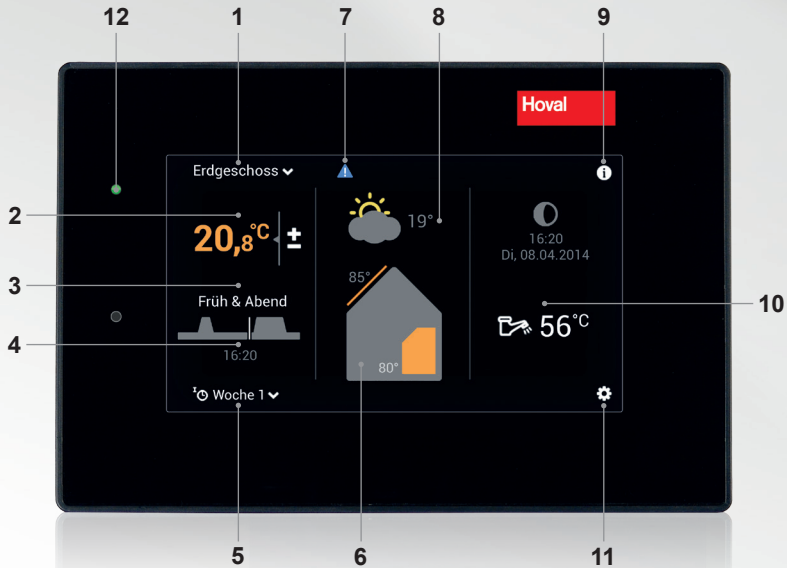 12 1 7 8 9
Hoval
Erdgeschoss
2
20,8°C ±
3
Früh & Abend
4
16:20
I Woche 1
19°
85°
80°
i
16:20
Di, 08.04.2014
10
56°C
5 6 11